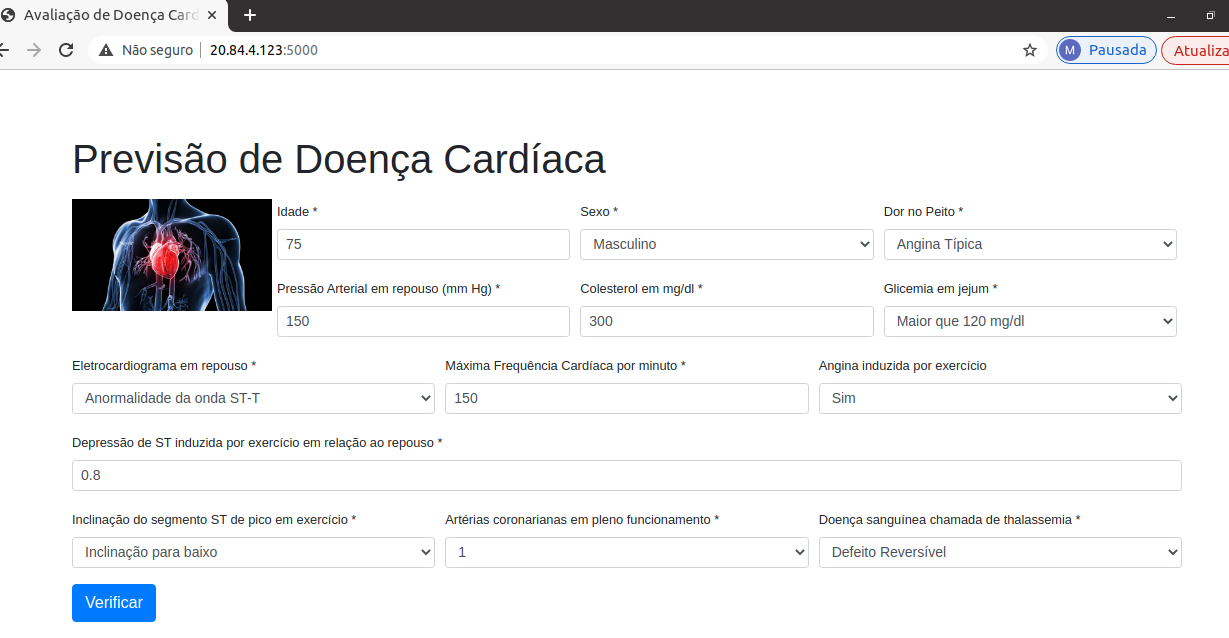 Avaliação de Doença Card
Não seguro 20.84.4.123:5000 M Pausada Atualiza
Previsão de Doença Cardíaca
Idade * Sexo * Dor no Peito *
75 Masculino Angina Típica
Pressão Arterial em repouso (mm Hg) * Colesterol em mg/dl * Glicemia em jejum *
150 300 Maior que 120 mg/dl
Eletrocardiograma em repouso * Máxima Frequência Cardíaca por minuto * Angina induzida por exercício
Anormalidade da onda ST-T 150 Sim
Depressão de ST induzida por exercício em relação ao repouso *
0.8
Inclinação do segmento ST de pico em exercício * Artérias coronarianas em pleno funcionamento * Doença sanguínea chamada de thalassemia *
Inclinação para baixo 1 Defeito Reversível
Verificar